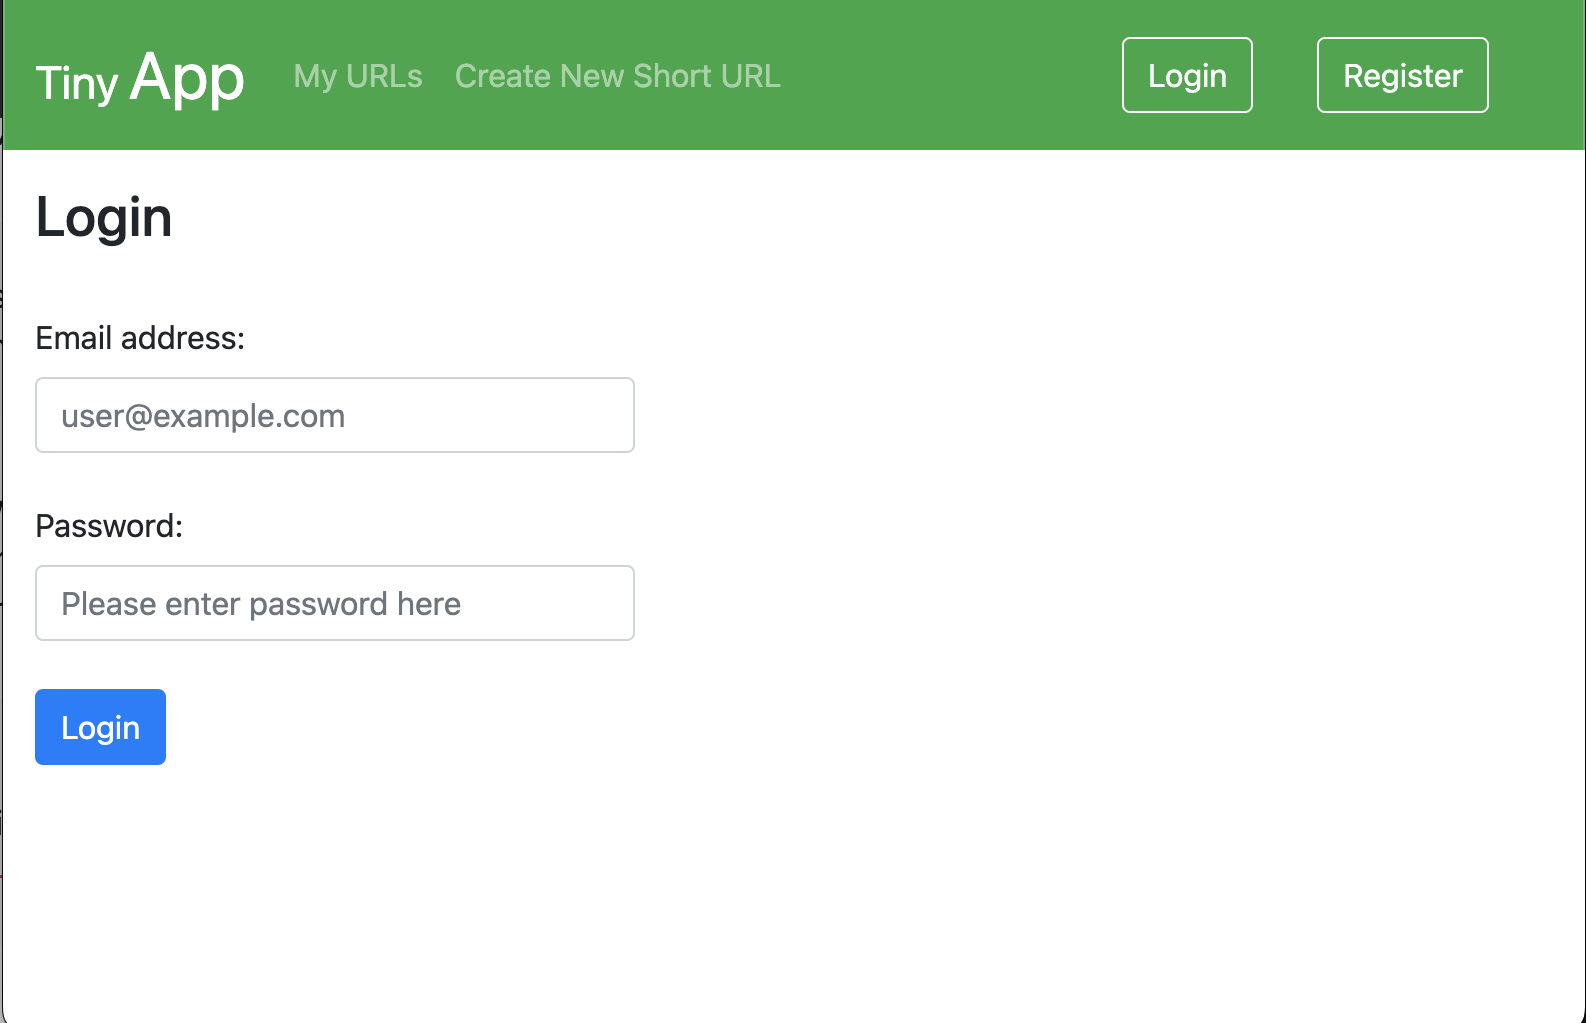 Tiny App My URLs Create New Short URL Login Register
Login
Email address:
user@example.com
Password:
Please enter password here
Login